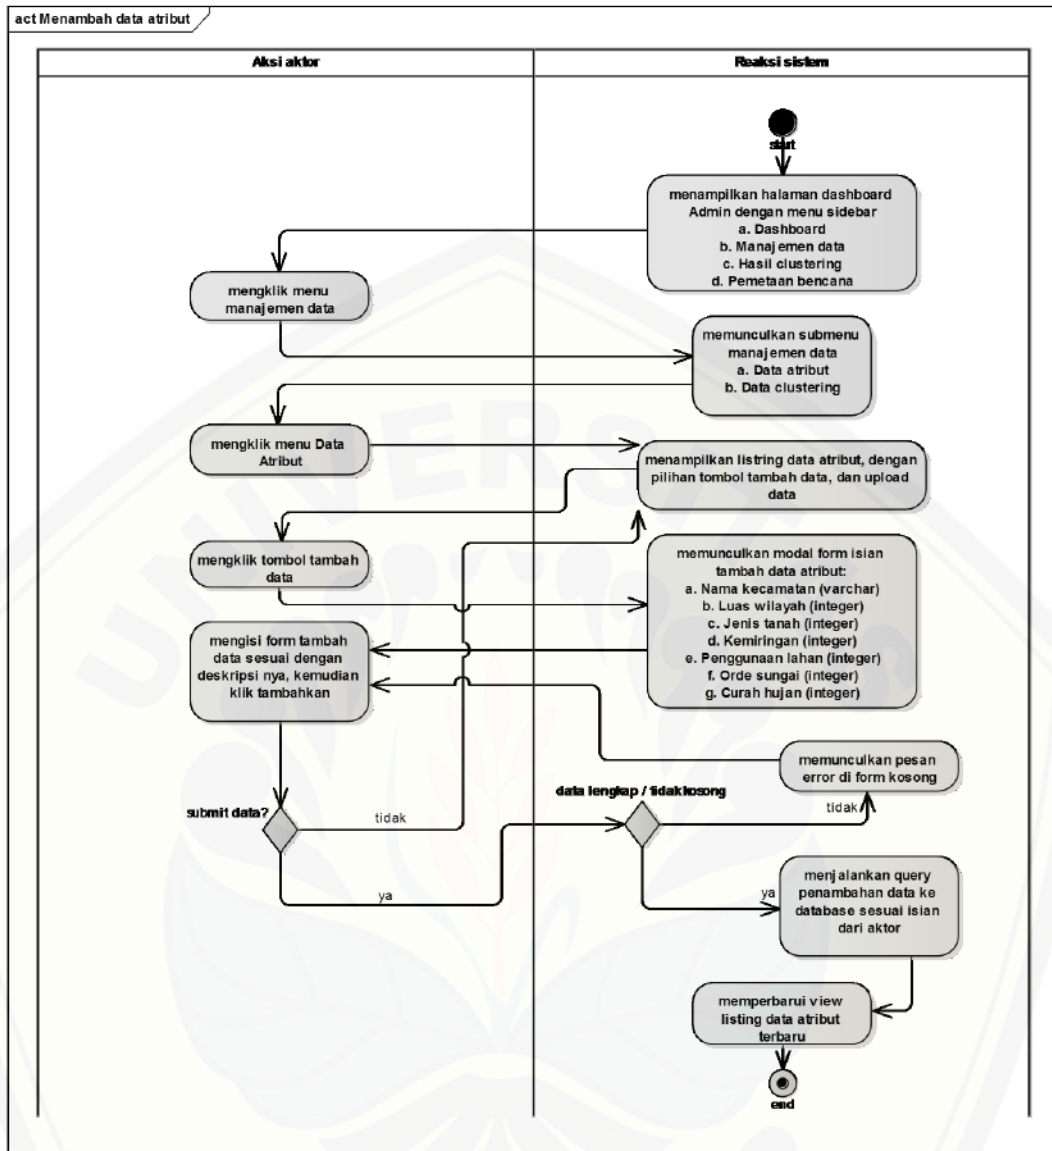 act Menambah data atribut
Aksi aktor
Reaksi sistem
start
menampilkan halaman dashboard
Admin dengan menu sidebar
a. Dashboard
b. Manajemen data
c. Hasil clustering
d. Pemetaan bencana
mengklik menu
manajemen data
memunculkan submenu
manajemen data
a. Data atribut
b. Data clustering
mengklik menu Data
Atribut
menampilkan listring data atribut, dengan
pilihan tombol tambah data, dan upload
data
mengklik tombol tambah
data
memunculkan modal form isian
tambah data atribut:
a. Nama kecamatan (varchar)
b. Luas wilayah (integer)
c. Jenis tanah (integer)
d. Kemiringan (integer)
e. Penggunaan lahan (integer)
f. Orde sungai (integer)
g. Curah hujan (integer)
mengisi form tambah
data sesuai dengan
deskripsi nya, kemudian
klik tambahkan
submit data?
tidak
ya
data lengkap / tidak kosong
tidak
memunculkan pesan
error di form kosong
ya
menjalankan query
penambahan data ke
database sesuai isian
dari aktor
memperbarui view
listing data atribut
terbaru
end
UNIVERSIT
S